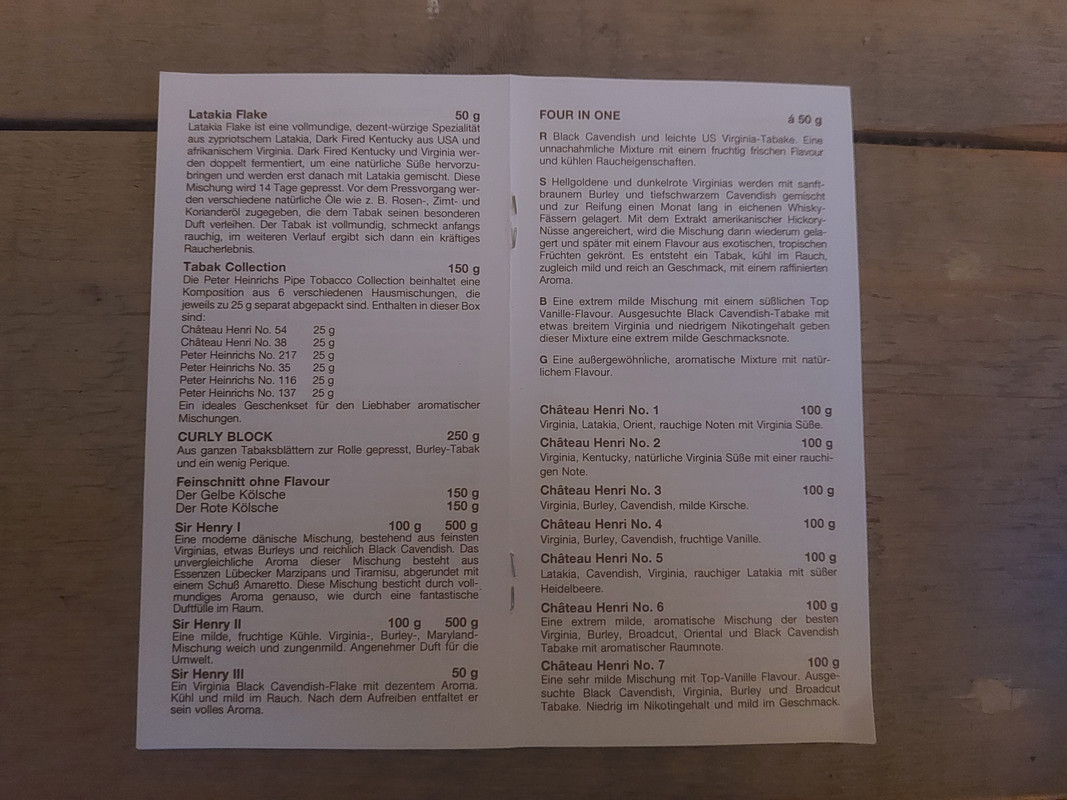 Latakia Flake 50 g
Latakia Flake ist eine vollmundige, dezent-würzige Spezialität
aus zypriotschem Latakia, Dark Fired Kentucky aus USA und
afrikanischem Virginia. Dark Fired Kentucky und Virginia wer-
den doppelt fermentiert, um eine natürliche Süße hervorzu-
bringen und werden erst danach mit Latakia gemischt. Diese
Mischung wird 14 Tage gepresst. Vor dem Pressvorgang wer-
den verschiedene natürliche Öle wie z. B. Rosen-, Zimt- und
Korianderöl zugegeben, die dem Tabak seinen besonderen
Duft verleihen. Der Tabak ist vollmundig, schmeckt anfangs
rauchig, im weiteren Verlauf ergibt sich dann ein kräftiges
Raucherlebnis.
Tabak Collection 150 g
Die Peter Heinrichs Pipe Tobacco Collection beinhaltet eine
Komposition aus 6 verschiedenen Hausmischungen, die
jeweils zu 25 g separat abgepackt sind. Enthalten in dieser Box
sind:
Château Henri No. 54 25 g
Château Henri No. 38 25 g
Peter Heinrichs No. 217 25 g
Peter Heinrichs No. 35 25 g
Peter Heinrichs No. 116 25 g
Peter Heinrichs No. 137 25 g
Ein ideales Geschenkset für den Liebhaber aromatischer
Mischungen.
CURLY BLOCK 250 g
Aus ganzen Tabaksblättern zur Rolle gepresst, Burley-Tabak
und ein wenig Perique.
Feinschnitt ohne Flavour
Der Gelbe Kölsche 150 g
Der Rote Kölsche 150 g
Sir Henry I 100 g 500 g
Eine moderne dänische Mischung, bestehend aus feinsten
Virginias, etwas Burleys und reichlich Black Cavendish. Das
unvergleichliche Aroma dieser Mischung besteht aus
Essenzen Lübecker Marzipans und Tiramisu, abgerundet mit
einem Schuß Amaretto. Diese Mischung besticht durch voll-
mundiges Aroma genauso, wie durch eine fantastische
Duftfülle im Raum.
Sir Henry II 100 g 500 g
Eine milde, fruchtige Kühle. Virginia-, Burley-, Maryland-
Mischung weich und zungenmild. Angenehmer Duft für die
Umwelt.
Sir Henry III 50 g
Ein Virginia Black Cavendish-Flake mit dezentem Aroma.
Kühl und mild im Rauch. Nach dem Aufreiben entfaltet er
sein volles Aroma.
FOUR IN ONE á 50 g
R Black Cavendish und leichte US Virginia-Tabake. Eine
unnachahmliche Mixture mit einem fruchtig frischen Flavour
und kühlen Raucheigenschaften.
S Hellgoldene und dunkelrote Virginias werden mit sanft-
braunem Burley und tiefschwarzem Cavendish gemischt
und zur Reifung einen Monat lang in eichenen Whisky-
Fässern gelagert. Mit dem Extrakt amerikanischer Hickory-
Nüsse angereichert, wird die Mischung dann wiederum gela-
gert und später mit einem Flavour aus exotischen, tropischen
Früchten gekrönt. Es entsteht ein Tabak, kühl im Rauch,
zugleich mild und reich an Geschmack, mit einem raffinierten
Aroma.
B Eine extrem milde Mischung mit einem süßlichen Top
Vanille-Flavour. Ausgesuchte Black Cavendish-Tabake mit
etwas breitem Virginia und niedrigem Nikotingehalt geben
dieser Mixture eine extrem milde Geschmacksnote.
G Eine außergewöhnliche, aromatische Mixture mit natür-
lichem Flavour.
Château Henri No. 1 100 g
Virginia, Latakia, Orient, rauchige Noten mit Virginia Süße.
Château Henri No. 2 100 g
Virginia, Kentucky, natürliche Virginia Süße mit einer rauchi-
gen Note.
Château Henri No. 3 100 g
Virginia, Burley, Cavendish, milde Kirsche.
Château Henri No. 4 100 g
Virginia, Burley, Cavendish, fruchtige Vanille.
Château Henri No. 5 100 g
Latakia, Cavendish, Virginia, rauchiger Latakia mit süßer
Heidelbeere.
Château Henri No. 6 100 g
Eine extrem milde, aromatische Mischung der besten
Virginia, Burley, Broadcut, Oriental und Black Cavendish
Tabake mit aromatischer Raumnote.
Château Henri No. 7 100 g
Eine sehr milde Mischung mit Top-Vanille Flavour. Ausge-
suchte Black Cavendish, Virginia, Burley und Broadcut
Tabake. Niedrig im Nikotingehalt und mild im Geschmack.